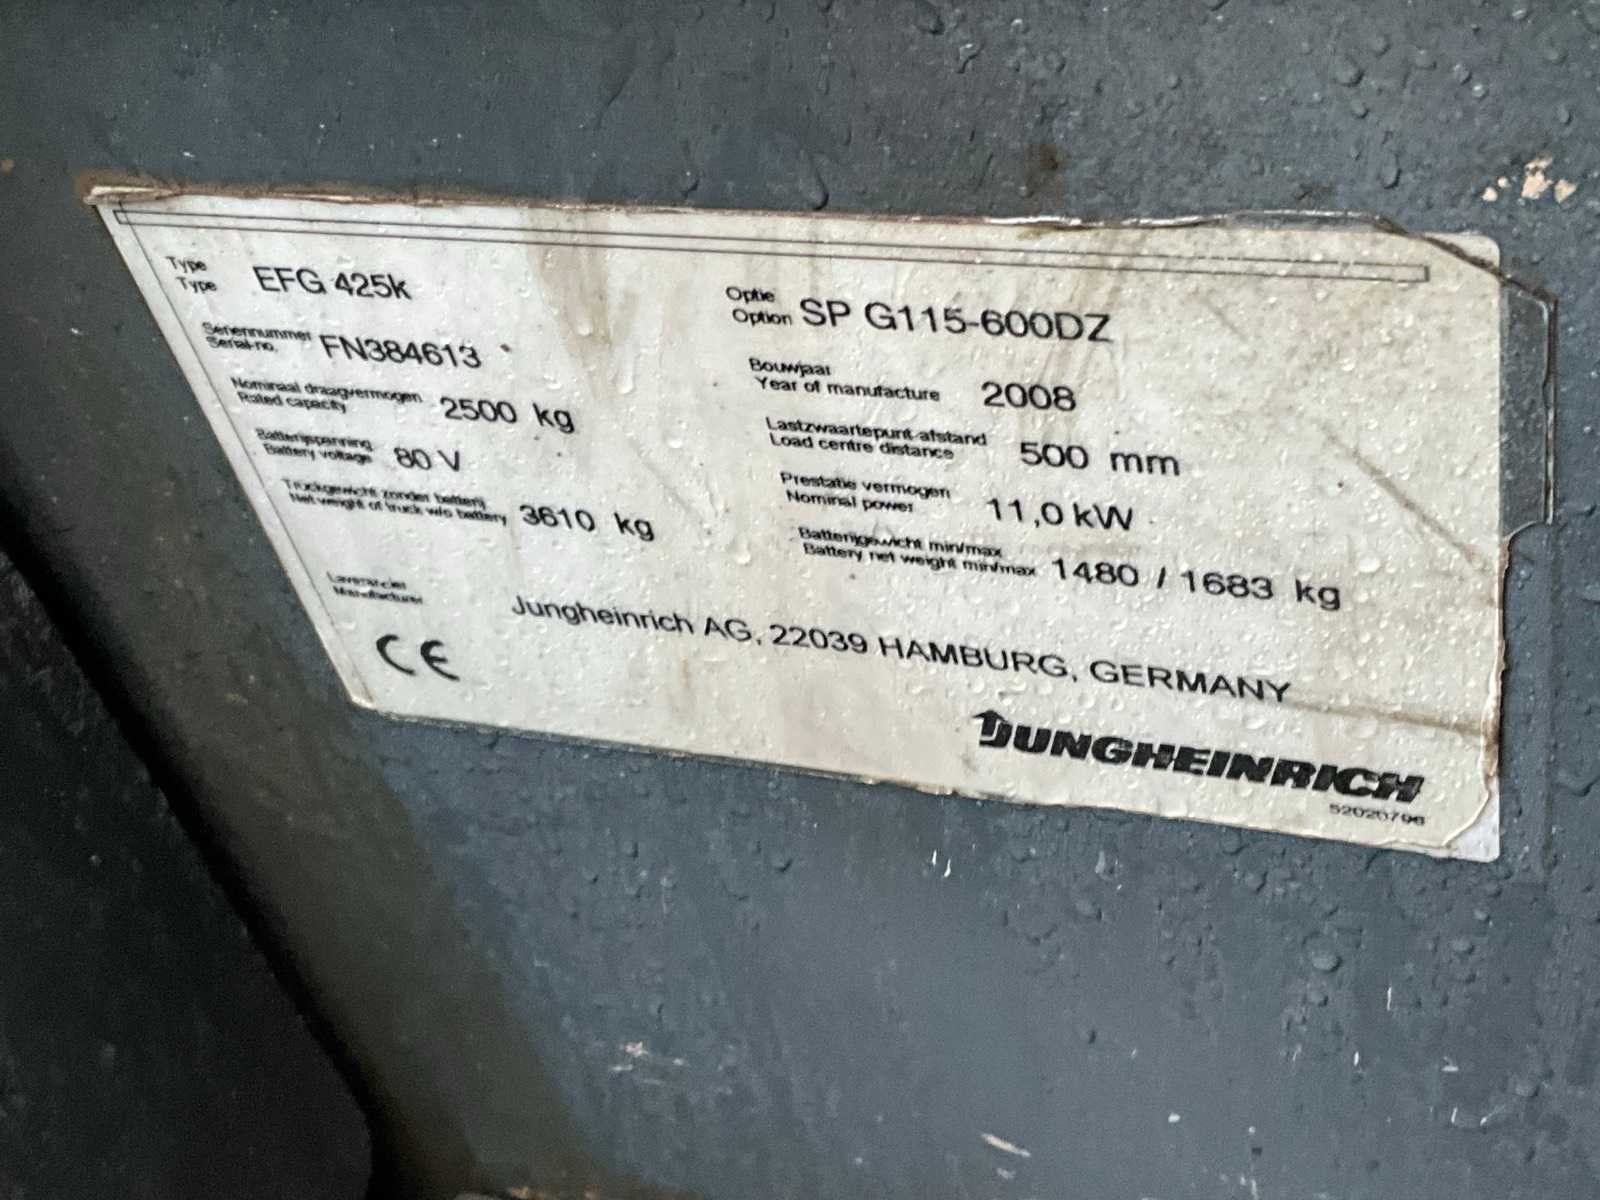 Type
Type EFG 425k
Serienummer
Serial-no. FN384613
Nominaal draagvermogen
Rated capacity 2500 kg
Batterijspanning
Battery voltage 80 V
Truckgewicht zonder batterij
Net weight of truck w/o battery 3610 kg
Optie
Option SP G115-600DZ
Bouwjaar
Year of manufacture 2008
Lastzwaartepunt-afstand
Load centre distance 500 mm
Prestatie vermogen
Nominal power 11,0 kW
Batterijgewicht min/max
Battery net weight min/max 1480 / 1683 kg
Leverancier
Manufacturer
Jungheinrich AG, 22039 HAMBURG, GERMANY
CE
JUNGHEINRICH
52020796